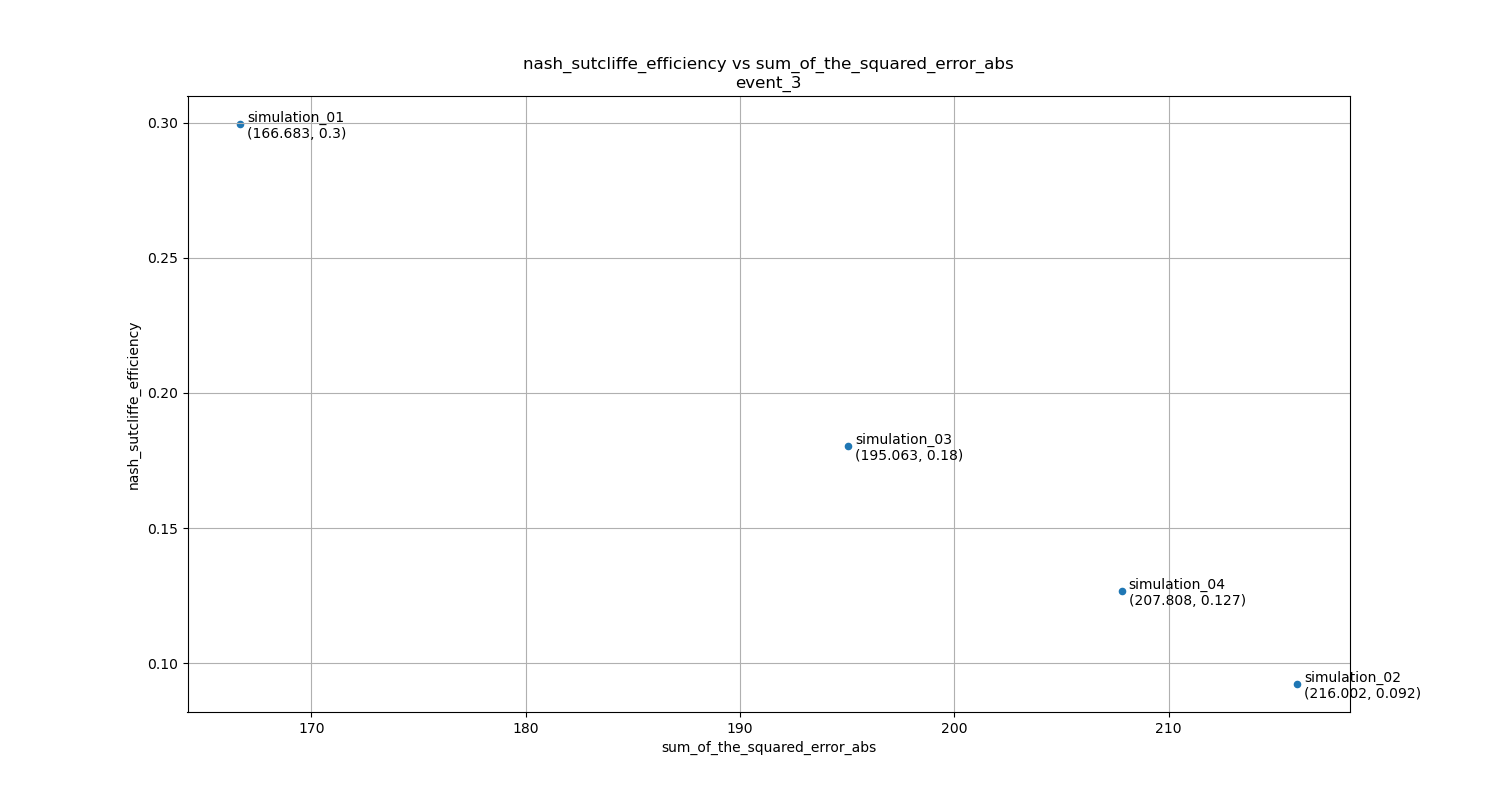 nash_sutcliffe_efficiency vs sum_of_the_squared_error_abs
event_3
0.30
0.25
0.20
0.15
0.10
nash_sutcliffe_efficiency
simulation_01
(166.683, 0.3)
simulation_03
(195.063, 0.18)
simulation_04
(207.808, 0.127)
simulation_02
(216.002, 0.092)
170
180
190
200
210
sum_of_the_squared_error_abs